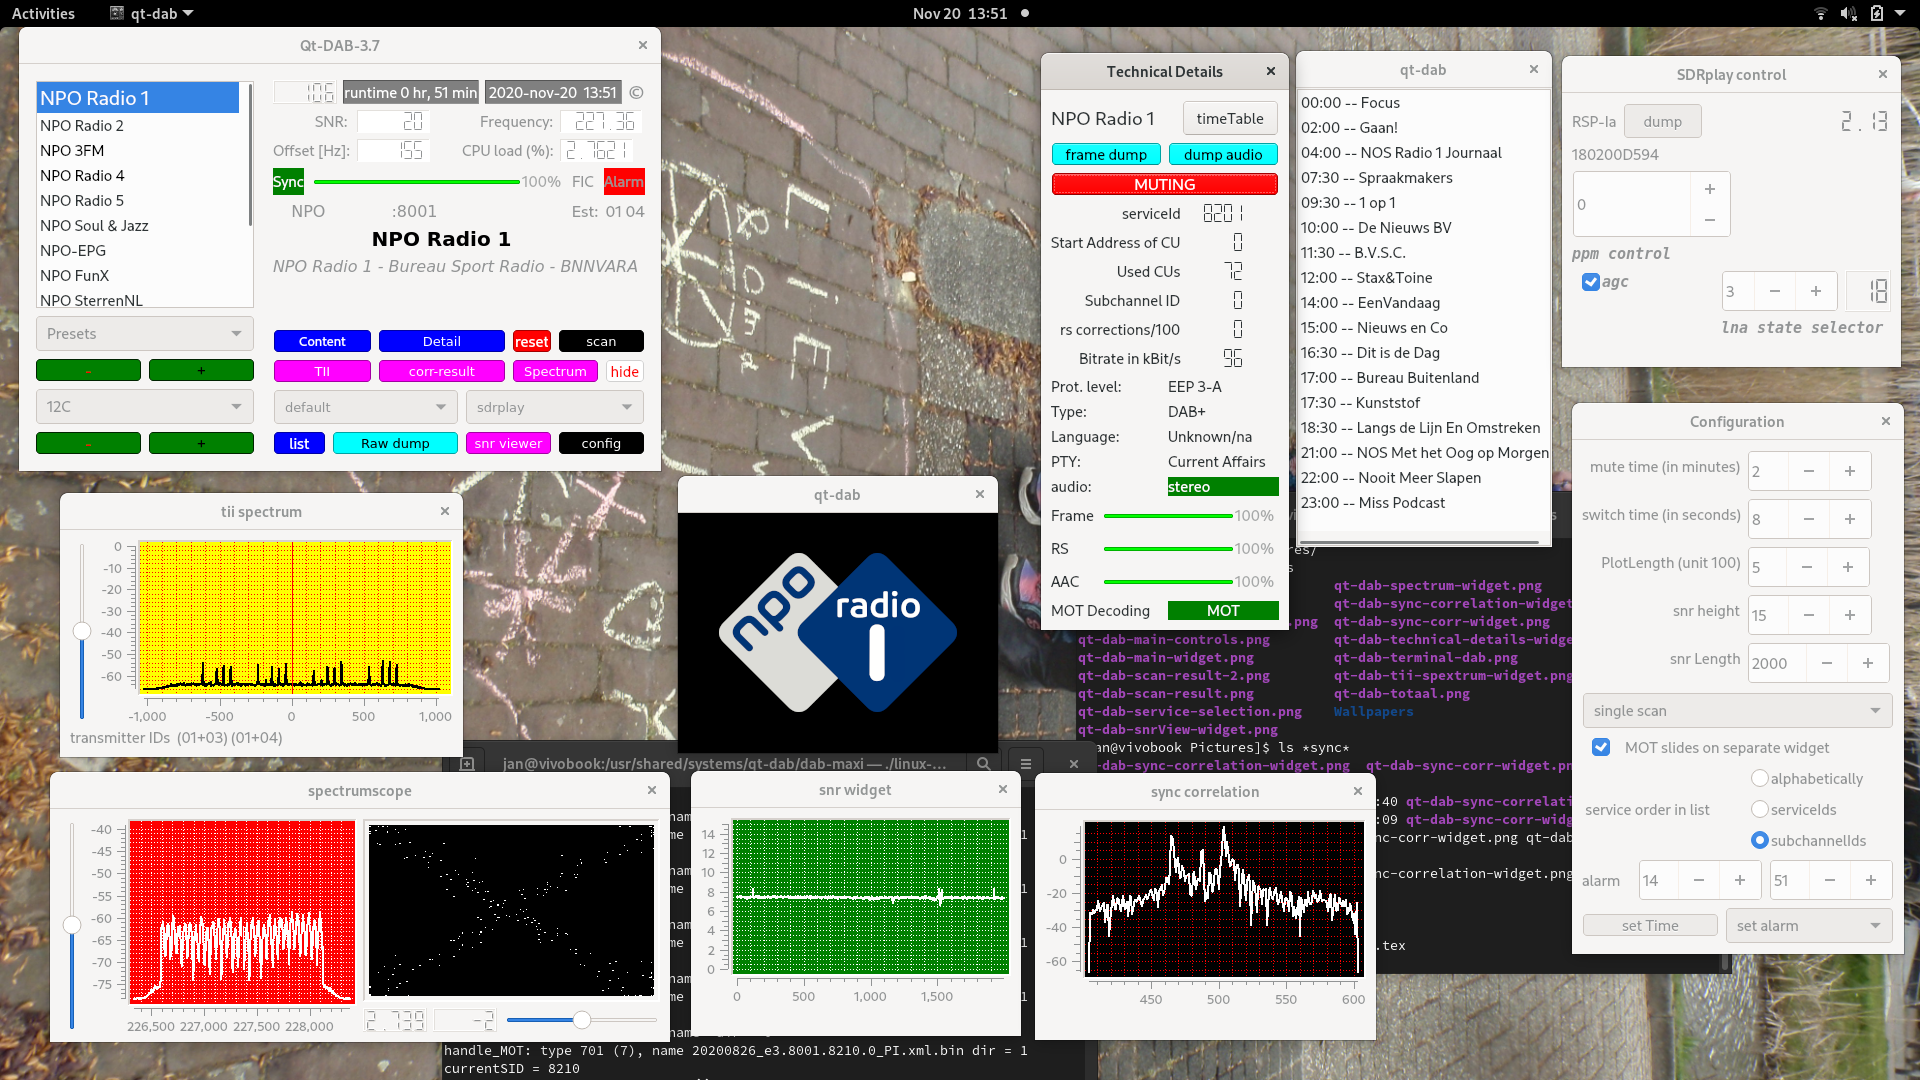 Activities
qt-dab
Nov 20 13:51
Qt-DAB-3.7
NPO Radio 1
NPO Radio 2
NPO 3FM
NPO Radio 4
NPO Radio 5
NPO Soul & Jazz
NPO-EPG
NPO FunX
NPO SterrenNL
Presets
-
+
12C
-
+
106
runtime 0 hr, 51 min
2020-nov-20 13:51
©
SNR: 20
Frequency: 227.36
Offset [Hz]: 165
CPU load (%): 2.7621
Sync
100%
FIC
Alarm
NPO :8001
Est: 01 04
NPO Radio 1
NPO Radio 1 - Bureau Sport Radio - BNNVARA
Content
Detail
reset
scan
TII
corr-result
Spectrum
hide
default
sdrplay
list
Raw dump
snr viewer
config
Technical Details
NPO Radio 1
timeTable
frame dump
dump audio
MUTING
serviceId 8201
Start Address of CU 0
Used CUs 72
Subchannel ID 0
rs corrections/100 0
Bitrate in kBit/s 96
Prot. level: EEP 3-A
Type: DAB+
Language: Unknown/na
PTY: Current Affairs
audio: stereo
Frame 100%
RS 100%
AAC 100%
MOT Decoding MOT
qt-dab
00:00 -- Focus
02:00 -- Gaan!
04:00 -- NOS Radio 1 Journaal
07:30 -- Spraakmakers
09:30 -- 1 op 1
10:00 -- De Nieuws BV
11:30 -- B.V.S.C.
12:00 -- Stax&Toine
14:00 -- EenVandaag
15:00 -- Nieuws en Co
16:30 -- Dit is de Dag
17:00 -- Bureau Buitenland
17:30 -- Kunststof
18:30 -- Langs de Lijn En Omstreken
21:00 -- NOS Met het Oog op Morgen
22:00 -- Nooit Meer Slapen
23:00 -- Miss Podcast
SDRplay control
RSP-Ia
dump
2.13
180200D594
0
+
-
ppm control
agc
3
-
+
18
lna state selector
Configuration
mute time (in minutes) 2 - +
switch time (in seconds) 8 - +
PlotLength (unit 100) 5 - +
snr height 15 - +
snr Length 2000 - +
single scan
MOT slides on separate widget
alphabetically
service order in list
serviceIds
subchannelIds
alarm 14 - + 51 - +
set Time
set alarm
tii spectrum
0
-10
-20
-30
-40
-50
-60
-1,000 -500 0 500 1,000
transmitter IDs (01+03) (01+04)
qt-dab
npo
radio
1
qt-dab-spectrum-widget.png
qt-dab-sync-correlation-widget
qt-dab-sync-corr-widget.png
qt-dab-main-controls.png
qt-dab-technical-details-widge
qt-dab-main-widget.png
qt-dab-terminal-dab.png
qt-dab-scan-result-2.png
qt-dab-tii-spextrum-widget.png
qt-dab-scan-result.png
qt-dab-totaal.png
qt-dab-service-selection.png
Wallpapers
qt-dab-snrView-widget.png
an@vivobook Pictures]$ ls *sync*
-dab-sync-correlation-widget.png qt-dab-sync-corr-widget.p
:40 qt-dab-sync-correlati
:09 qt-dab-sync-corr-widg
nc-corr-widget.png qt-dab
nc-correlation-widget.png
.tex
jan@vivobook:/usr/shared/systems/qt-dab/dab-maxi — ./linux-...
spectrumscope
-40
-45
-50
-55
-60
-65
-70
-75
226,500 227,000 227,500 228,000
2.739
-2
snr widget
14
12
10
8
6
4
2
0
0 500 1,000 1,500
sync correlation
0
-20
-40
-60
450 500 550 600
handle_MOT: type 701 (7), name 20200826_e3.8001.8210.0_PI.xml.bin dir = 1
currentSID = 8210